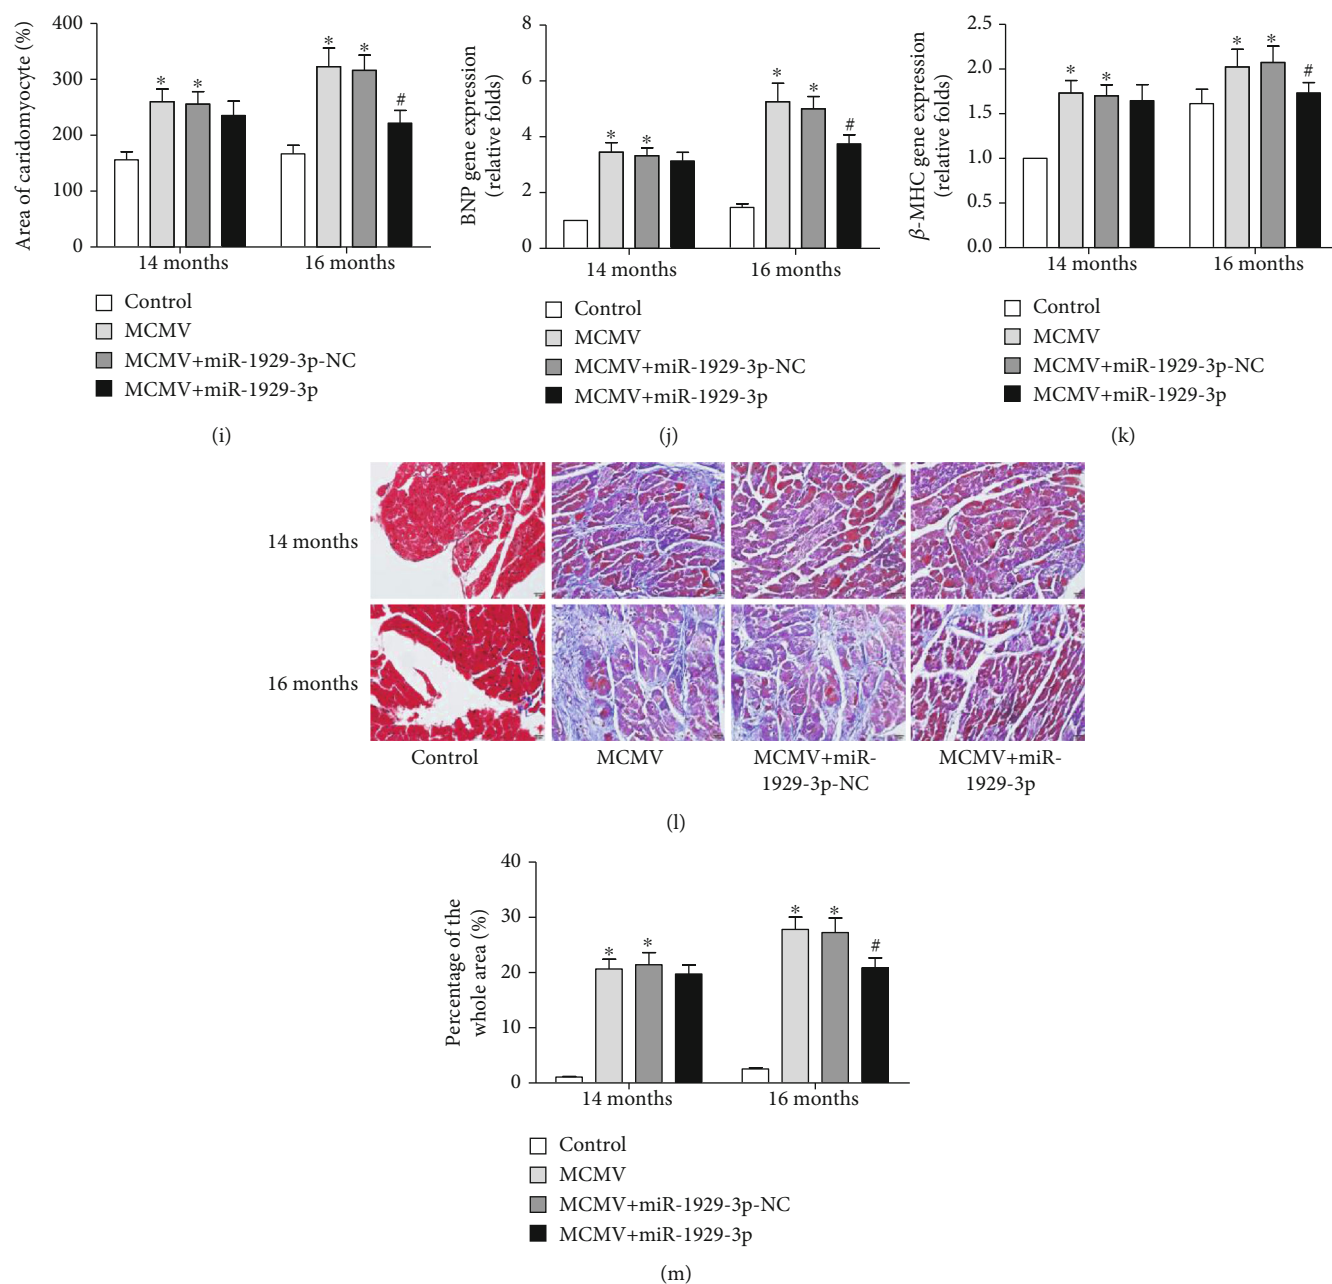 Area of caridomyocyte (%)
400
300
200
100
0
* * * * #
14 months 16 months
Control
MCMV
MCMV+miR-1929-3p-NC
MCMV+miR-1929-3p
(i)
BNP gene expression
(relative folds)
8
6
4
2
0
* * * * #
14 months 16 months
Control
MCMV
MCMV+miR-1929-3p-NC
MCMV+miR-1929-3p
(j)
β-MHC gene expression
(relative folds)
2.5
2.0
1.5
1.0
0.5
0.0
* * * * #
14 months 16 months
Control
MCMV
MCMV+miR-1929-3p-NC
MCMV+miR-1929-3p
(k)
14 months
16 months
Control
MCMV
MCMV+miR-
1929-3p-NC
MCMV+miR-
1929-3p
(l)
Percentage of the
whole area (%)
40
30
20
10
0
* * * * #
14 months 16 months
Control
MCMV
MCMV+miR-1929-3p-NC
MCMV+miR-1929-3p
(m)